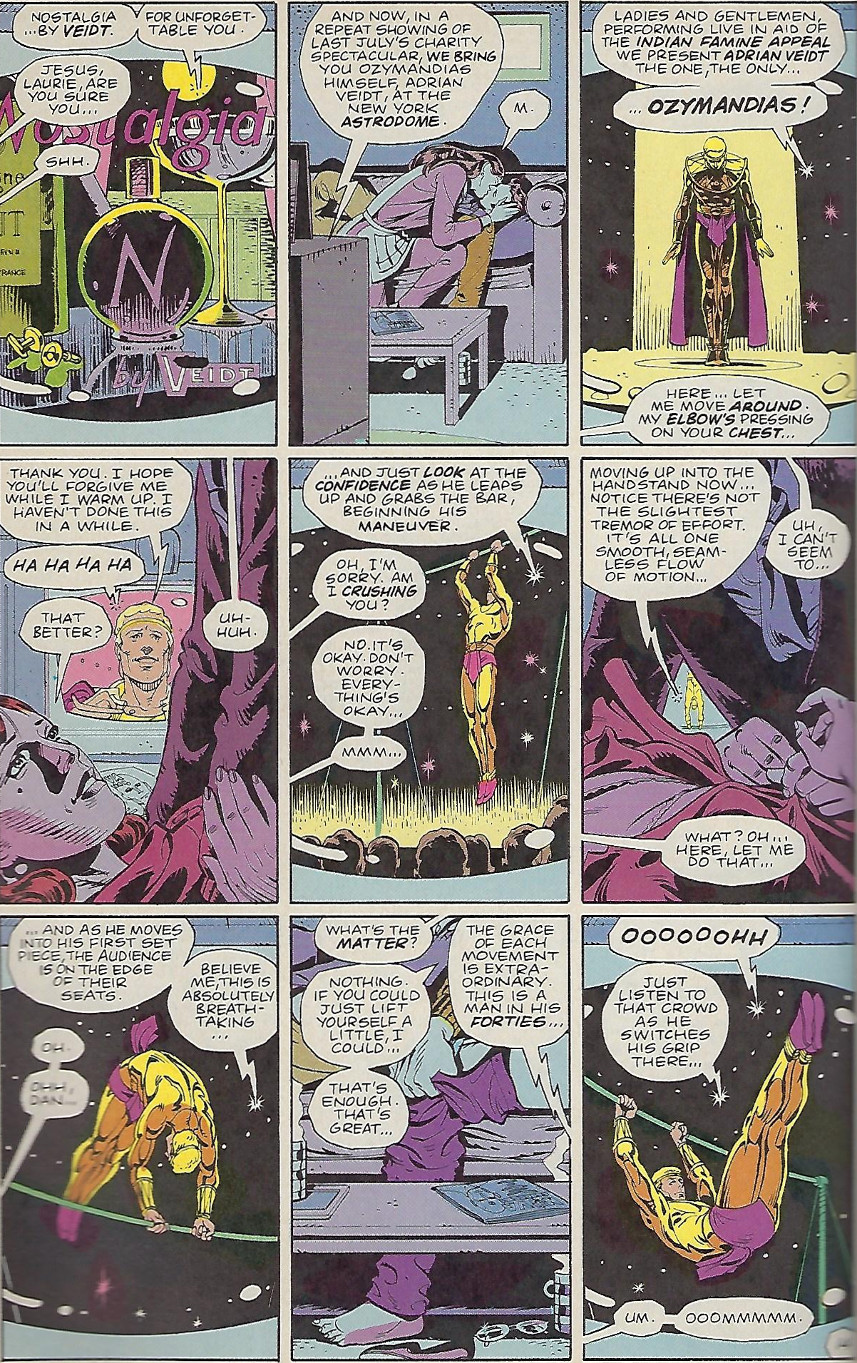 NOSTALGIA
...BY VEIDT.
FOR UNFORGET-
TABLE YOU.
JESUS,
LAURIE, ARE
YOU SURE
YOU...
SHH.
Nostalgia
N
by VEIDT
AND NOW, IN A
REPEAT SHOWING OF
LAST JULY'S CHARITY
SPECTACULAR, WE BRING
YOU OZYMANDIAS
HIMSELF, ADRIAN
VEIDT, AT THE
NEW YORK
ASTRODOME.
M.
LADIES AND GENTLEMEN,
PERFORMING LIVE IN AID OF
THE INDIAN FAMINE APPEAL
WE PRESENT ADRIAN VEIDT
THE ONE, THE ONLY...
...OZYMANDIAS!
HERE... LET
ME MOVE AROUND.
MY ELBOW'S PRESSING
ON YOUR CHEST...
THANK YOU. I HOPE
YOU'LL FORGIVE ME
WHILE I WARM UP. I
HAVEN'T DONE THIS
IN A WHILE.
HA HA HA HA
THAT
BETTER?
UH-
HUH.
...AND JUST LOOK AT THE
CONFIDENCE AS HE LEAPS
UP AND GRABS THE BAR,
BEGINNING HIS
MANEUVER.
OH, I'M
SORRY. AM
I CRUSHING
YOU?
NO. IT'S
OKAY. DON'T
WORRY.
EVERY-
THING'S
OKAY...
MMM...
MOVING UP INTO THE
HANDSTAND NOW...
NOTICE THERE'S NOT
THE SLIGHTEST
TREMOR OF EFFORT.
IT'S ALL ONE
SMOOTH, SEAM-
LESS FLOW
OF MOTION...
UH,
I CAN'T
SEEM
TO...
WHAT? OH...
HERE, LET ME
DO THAT...
...AND AS HE MOVES
INTO HIS FIRST SET
PIECE, THE AUDIENCE
IS ON THE EDGE
OF THEIR
SEATS.
BELIEVE
ME, THIS IS
ABSOLUTELY
BREATH-
TAKING
...
OH.
OHH,
DAN...
WHAT'S THE
MATTER?
NOTHING.
IF YOU COULD
JUST LIFT
YOURSELF A
LITTLE, I
COULD...
THAT'S
ENOUGH.
THAT'S
GREAT...
THE GRACE
OF EACH
MOVEMENT
IS EXTRA-
ORDINARY.
THIS IS A
MAN IN HIS
FORTIES...
OOOOOOHH
JUST
LISTEN TO
THAT CROWD
AS HE
SWITCHES
HIS GRIP
THERE...
UM.
OOOMMMMM.